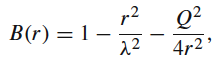 B(r) = 1 − r²/λ² − Q²/4r²,